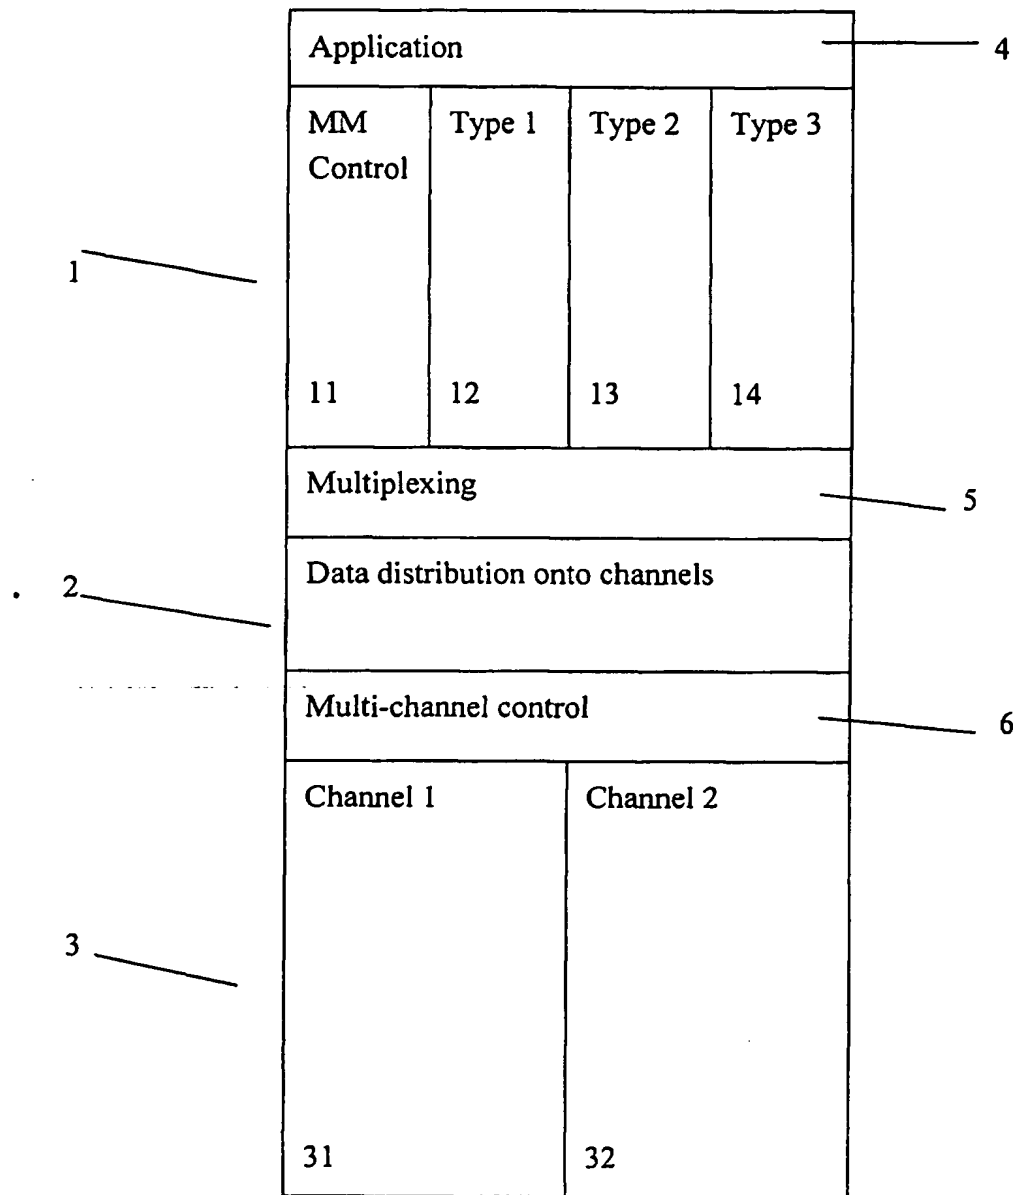 Application
4
MM Control
Type 1
Type 2
Type 3
1
11
12
13
14
Multiplexing
5
Data distribution onto channels
2
Multi-channel control
6
Channel 1
Channel 2
3
31
32